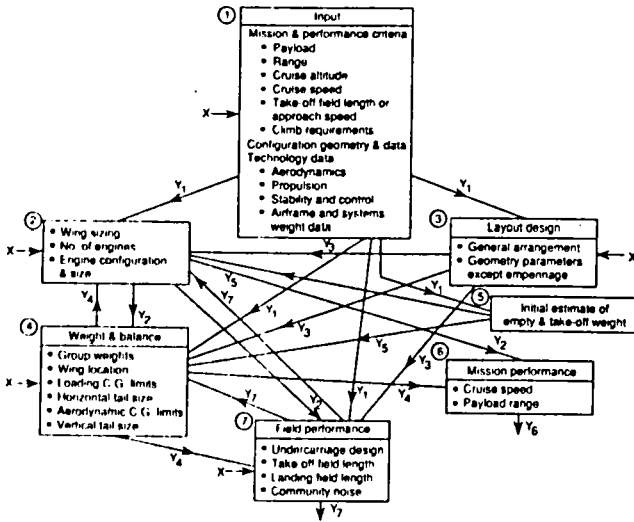 ① Input
Mission & performance criteria
• Payload
• Range
• Cruise altitude
• Cruise speed
• Take-off field length or
approach speed
• Climb requirements
Configuration geometry & data
Technology data
• Aerodynamics
• Propulsion
• Stability and control
• Airframe and systems
weight data
X
Y1
Y1
②
• Wing sizing
• No. of engines
• Engine configuration
& size
X
Y3
③
Layout design
• General arrangement
• Geometry parameters
except empennage
X
Y5
Y7
Y1
⑤
Initial estimate of
empty & take-off weight
Y4
Y2
④
Weight & balance
• Group weights
• Wing location
• Loading C.G. limits
• Horizontal tail size
• Aerodynamic C.G. limits
• Vertical tail size
X
Y1
Y3
Y5
Y1
Y3
Y2
Y4
⑥
Mission performance
• Cruise speed
• Payload range
Y6
Y7
Y2
Y4
⑦
Field performance
• Undercarriage design
• Take off field length
• Landing field length
• Community noise
X
Y7